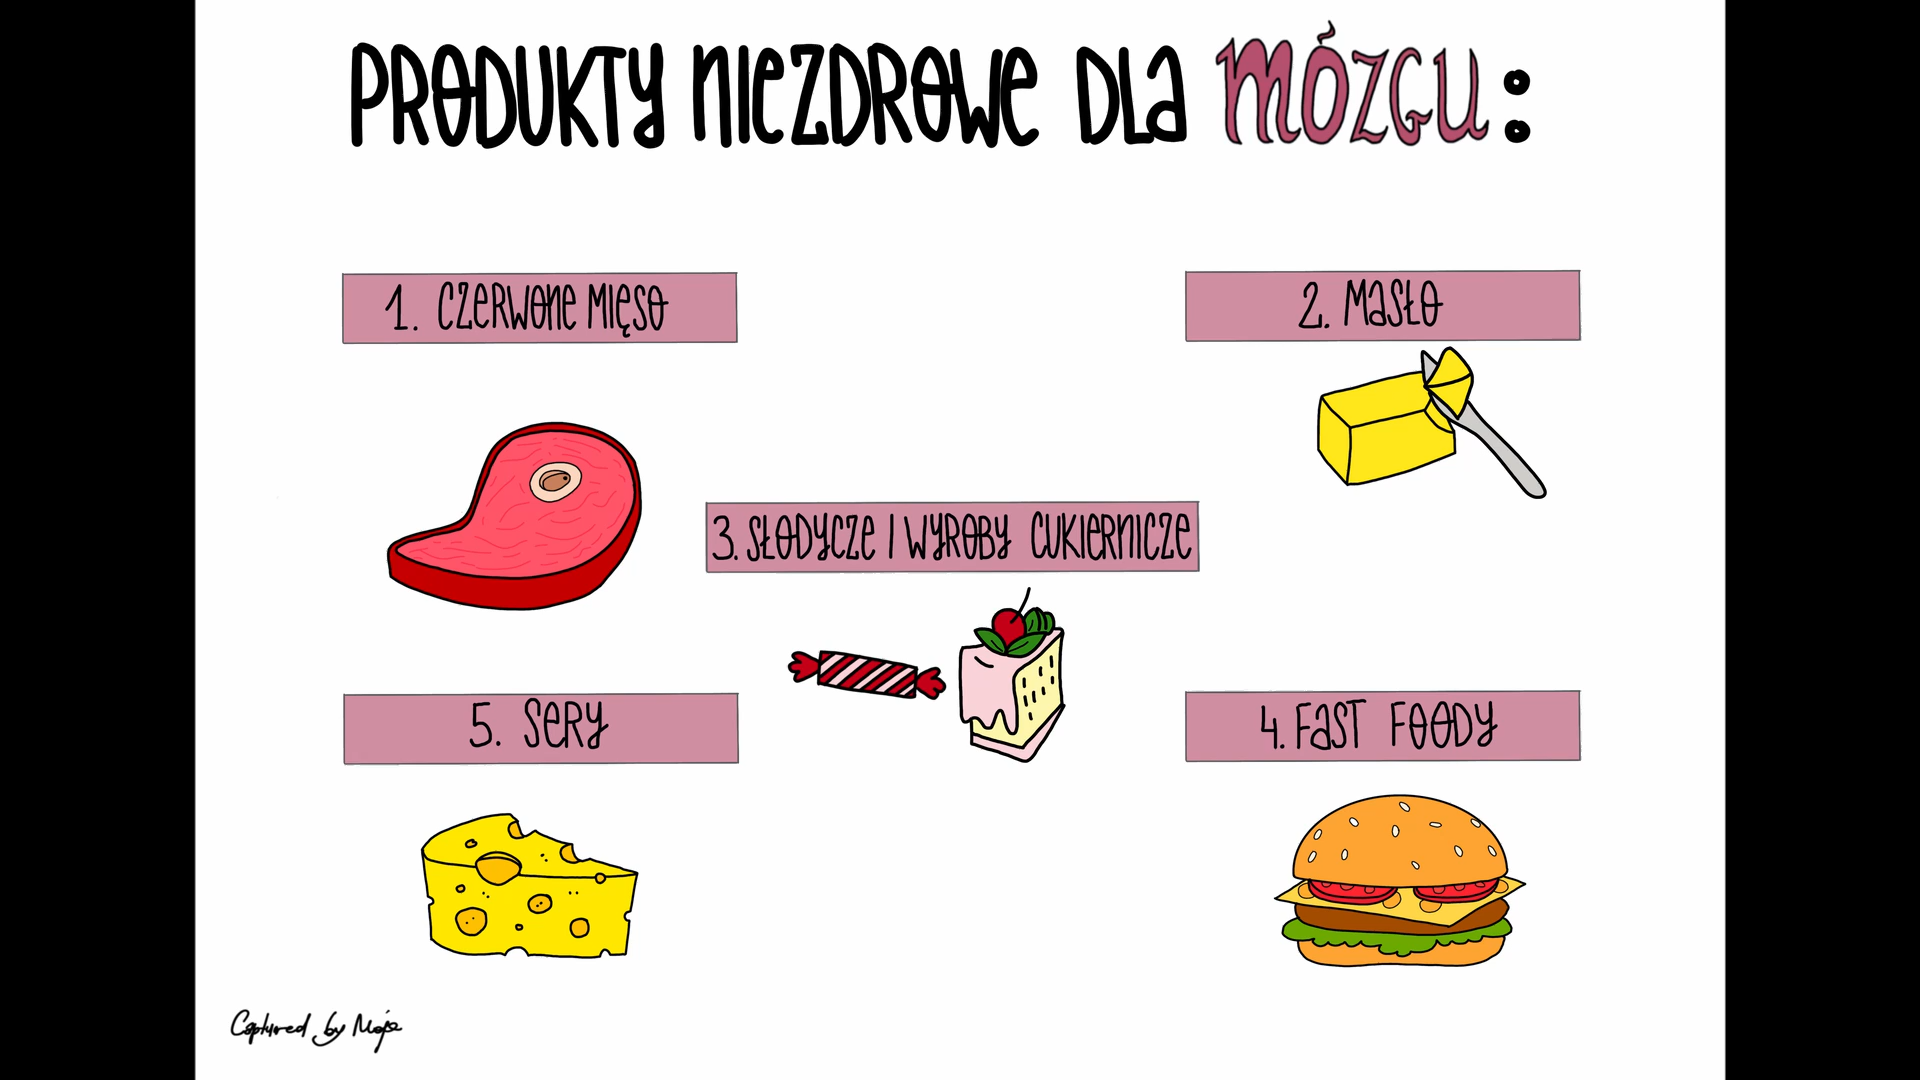 PRODUKTY NIEZDROWE DLA MÓZGU:
1. CZERWONE MIĘSO
2. MASŁO
3. SŁODYCZE I WYROBY CUKIERNICZE
5. SERY
4. FAST FOODY
Captured by Maja